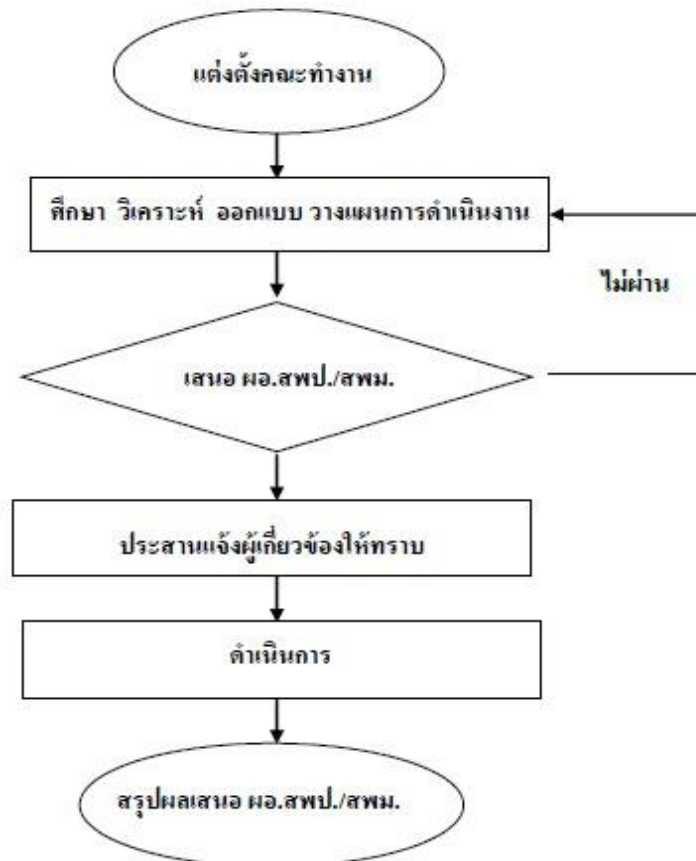 แต่งตั้งคณะทำงาน
ศึกษา วิเคราะห์ ออกแบบ วางแผนการดำเนินงาน
ไม่ผ่าน
เสนอ ผอ.สพป./สพม.
ประสานแจ้งผู้เกี่ยวข้องให้ทราบ
ดำเนินการ
สรุปผลเสนอ ผอ.สพป./สพม.